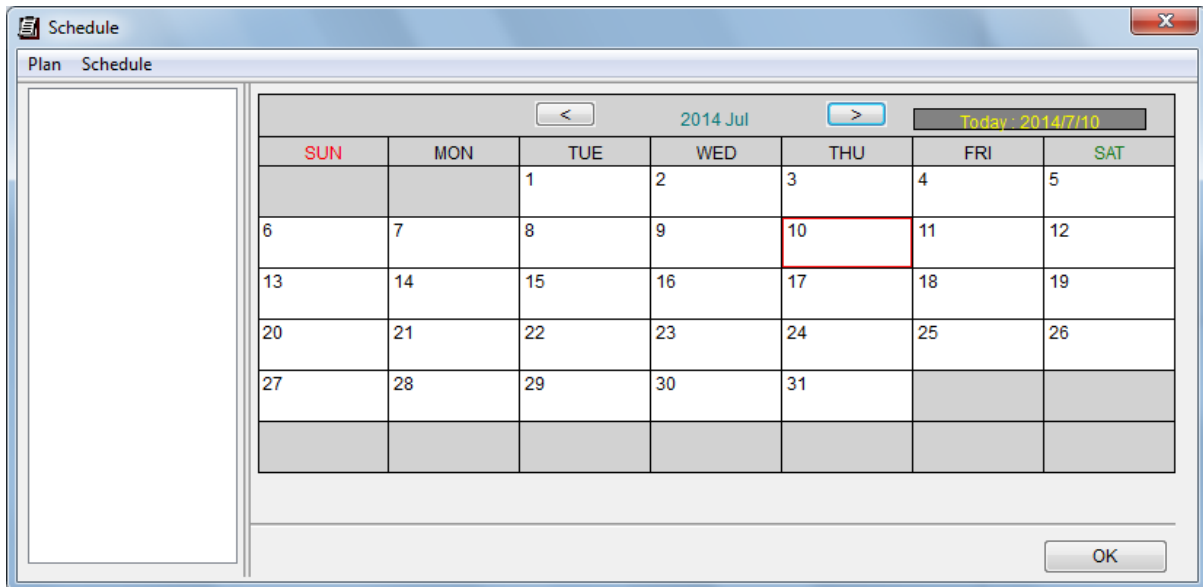 Schedule
Plan Schedule
< 2014 Jul > Today : 2014/7/10
SUN MON TUE WED THU FRI SAT
1 2 3 4 5
6 7 8 9 10 11 12
13 14 15 16 17 18 19
20 21 22 23 24 25 26
27 28 29 30 31
OK